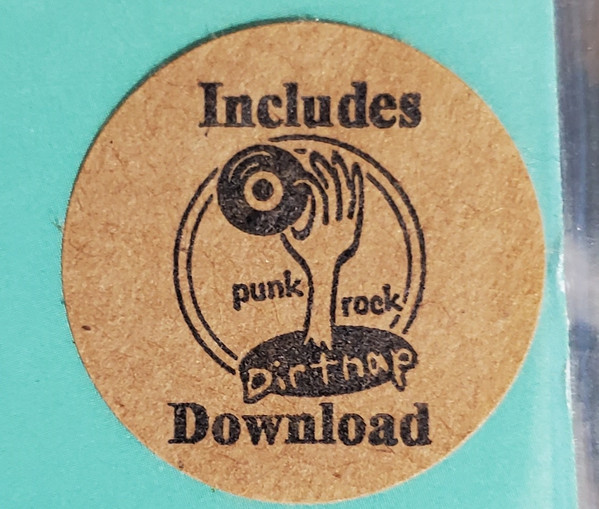 Includes
punk rock
Dirtnap
Download